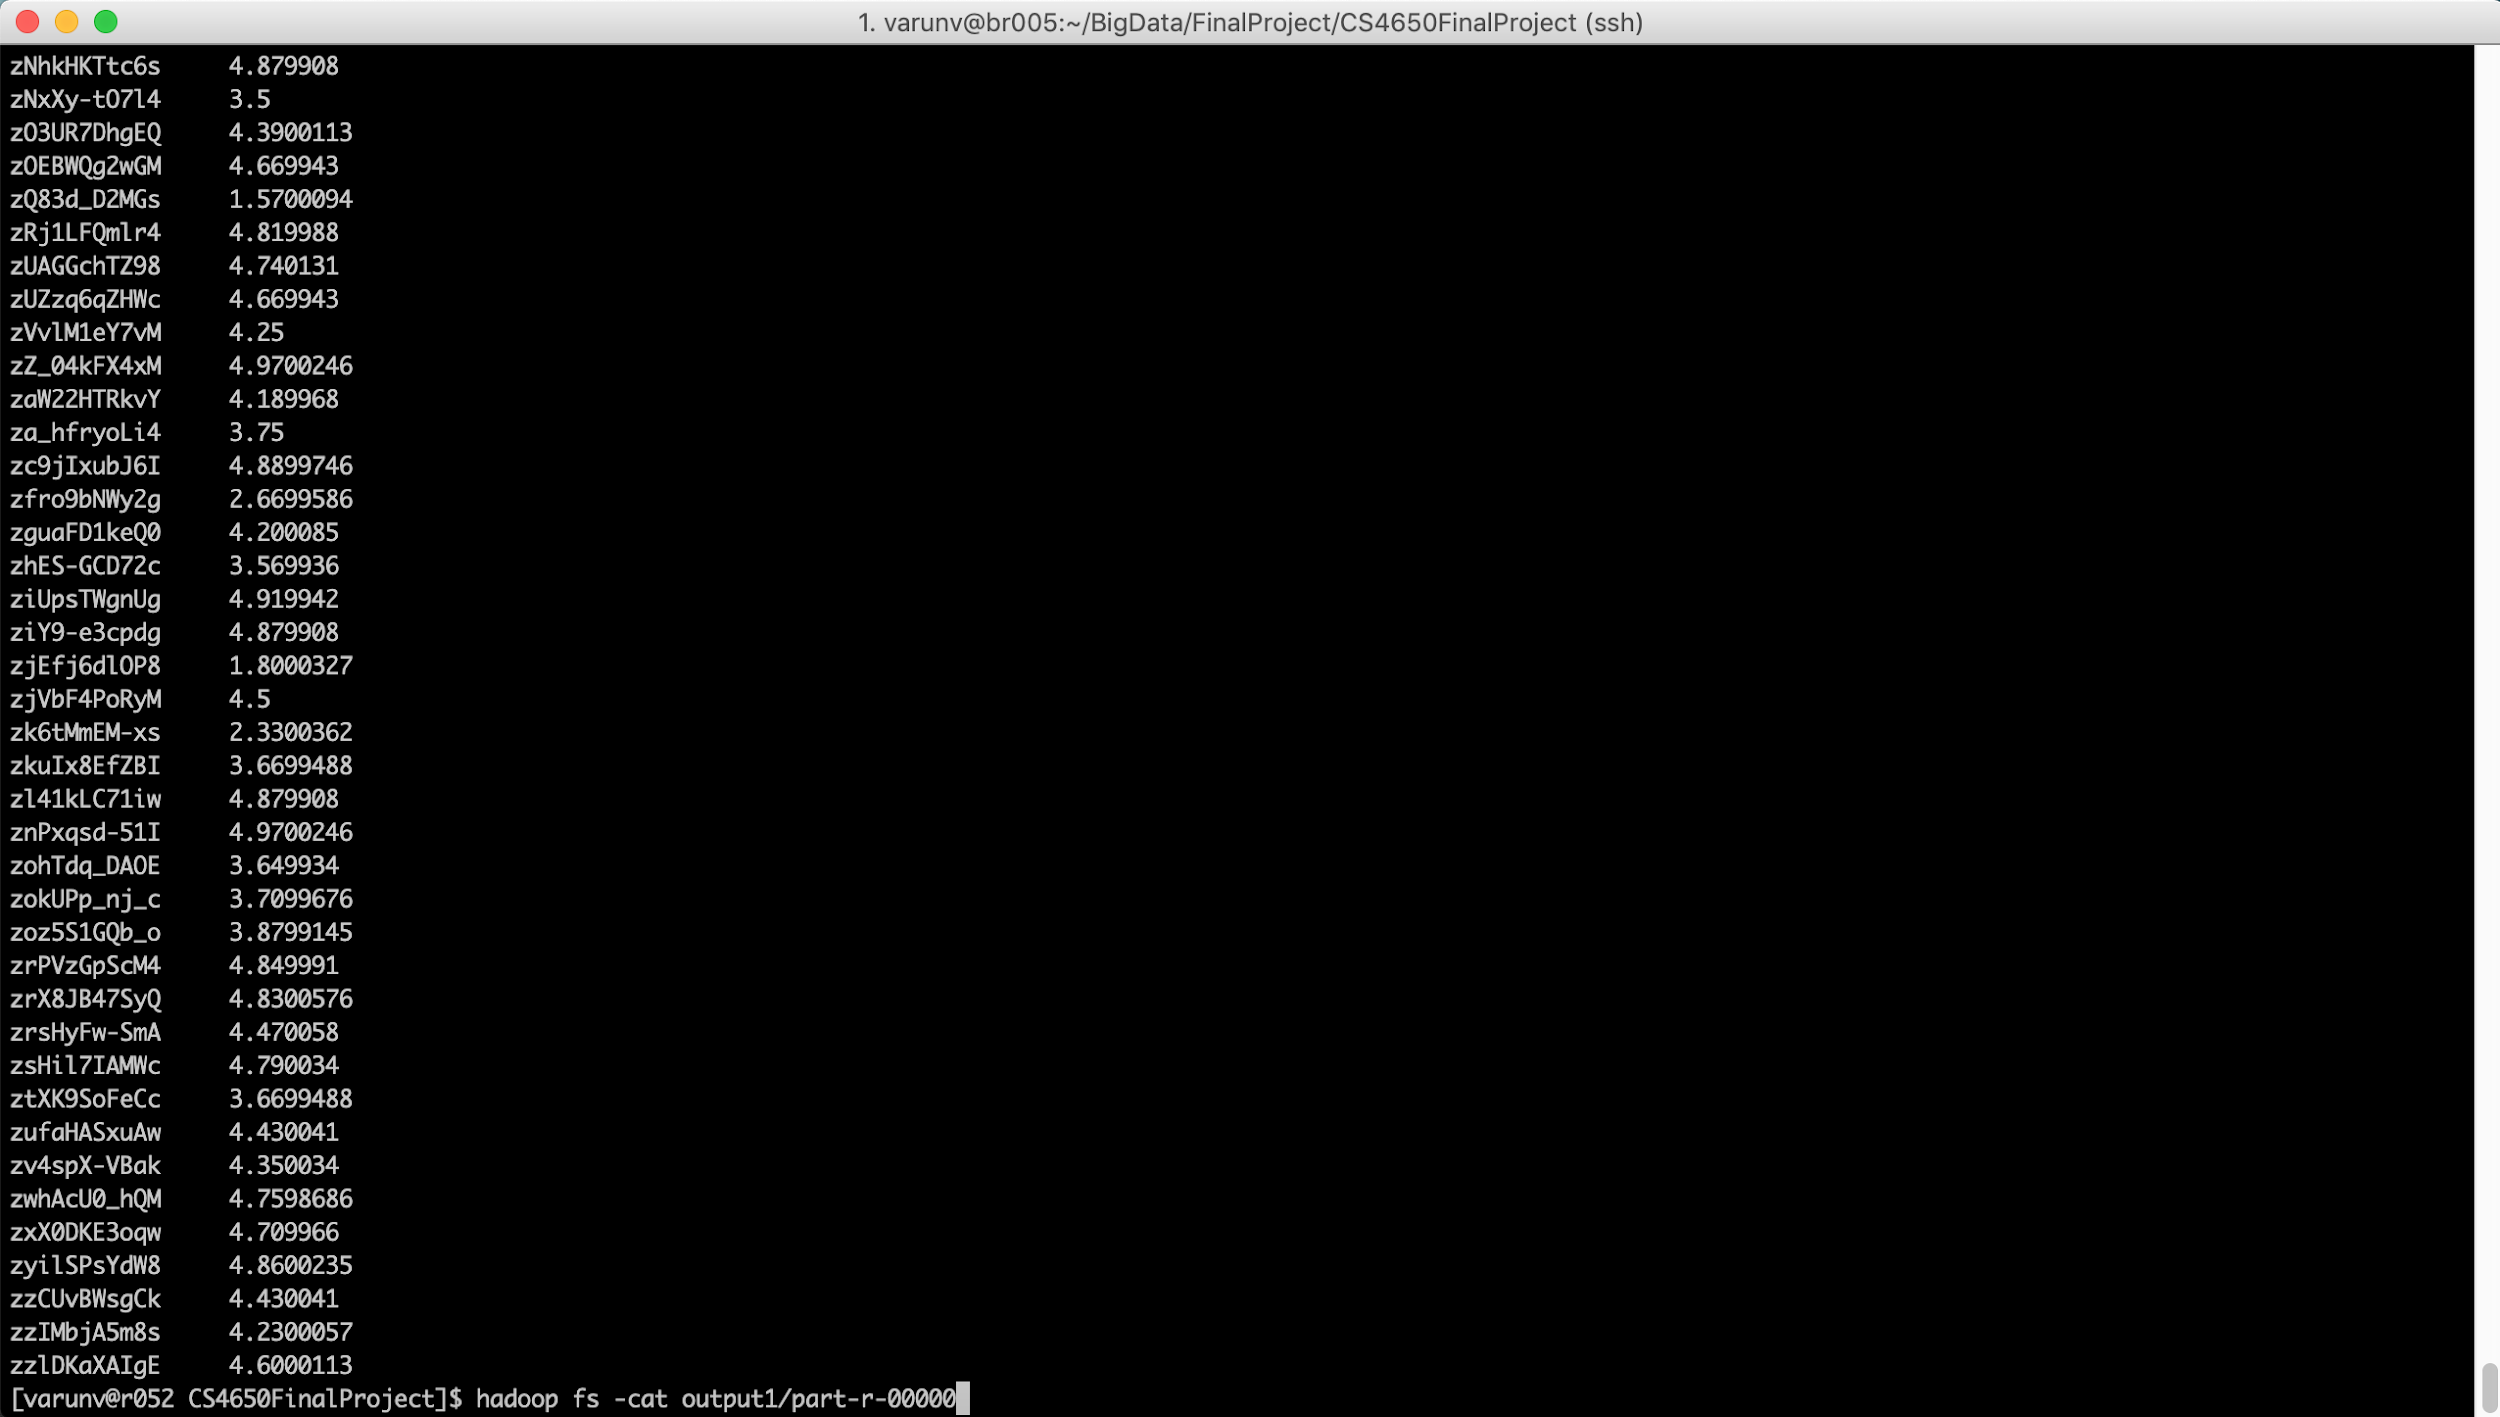 1. varunv@br005:~/BigData/FinalProject/CS4650FinalProject (ssh)
zNhkHKTtc6s 4.879908
zNxXy-tO7l4 3.5
zO3UR7DhgEQ 4.3900113
zOEBWQg2wGM 4.669943
zQ83d_D2MGs 1.5700094
zRj1LFQmlr4 4.819988
zUAGGchTZ98 4.740131
zUZzq6qZHWc 4.669943
zVvlM1eY7vM 4.25
zZ_04kFX4xM 4.9700246
zaW22HTRkvY 4.189968
za_hfryoLi4 3.75
zc9jIxubJ6I 4.8899746
zfro9bNWy2g 2.6699586
zguaFD1keQ0 4.200085
zhES-GCD72c 3.569936
ziUpsTWgnUg 4.919942
ziY9-e3cpdg 4.879908
zjEfj6dlOP8 1.8000327
zjVbF4PoRyM 4.5
zk6tMmEM-xs 2.3300362
zkuIx8EfZBI 3.6699488
zl41kLC71iw 4.879908
znPxqsd-51I 4.9700246
zohTdq_DAOE 3.649934
zokUPp_nj_c 3.7099676
zoz5S1GQb_o 3.8799145
zrPVzGpScM4 4.849991
zrX8JB47SyQ 4.8300576
zrsHyFw-SmA 4.470058
zsHil7IAMWc 4.790034
ztXK9SoFeCc 3.6699488
zufaHASxuAw 4.430041
zv4spX-VBak 4.350034
zwhAcU0_hQM 4.7598686
zxX0DKE3oqw 4.709966
zyilSPsYdW8 4.8600235
zzCUvBWsgCk 4.430041
zzIMbjA5m8s 4.2300057
zzlDKaXAIgE 4.6000113
[varunv@r052 CS4650FinalProject]$ hadoop fs -cat output1/part-r-00000